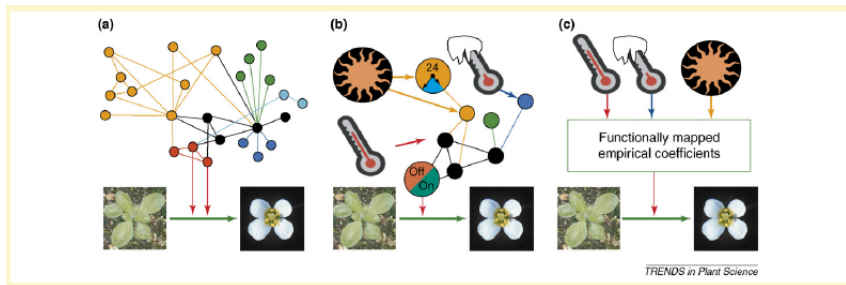 (a)
(b)
(c)
24
Off
On
Functionally mapped
empirical coefficients
TRENDS in Plant Science